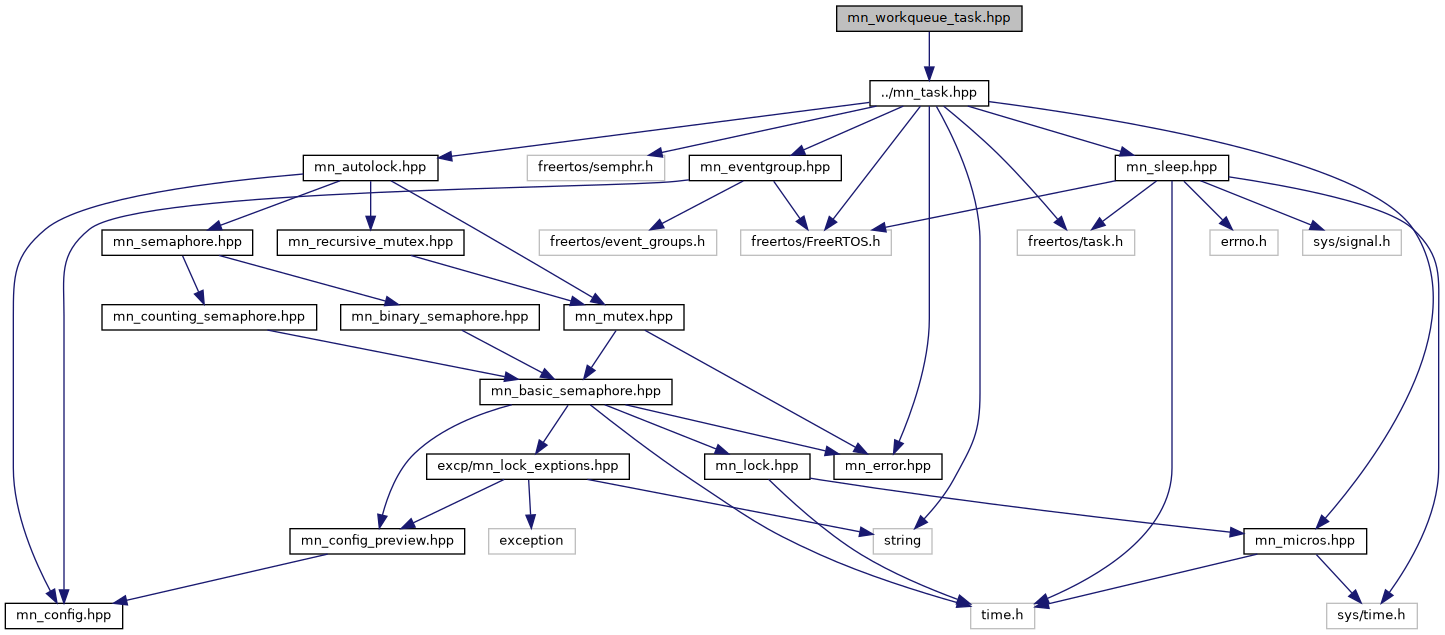 mn_workqueue_task.hpp
../mn_task.hpp
mn_autolock.hpp
freertos/semphr.h
mn_eventgroup.hpp
mn_sleep.hpp
mn_semaphore.hpp
mn_recursive_mutex.hpp
freertos/event_groups.h
freertos/FreeRTOS.h
freertos/task.h
errno.h
sys/signal.h
mn_counting_semaphore.hpp
mn_binary_semaphore.hpp
mn_mutex.hpp
mn_basic_semaphore.hpp
excp/mn_lock_exptions.hpp
mn_lock.hpp
mn_error.hpp
mn_config_preview.hpp
exception
string
mn_micros.hpp
mn_config.hpp
time.h
sys/time.h